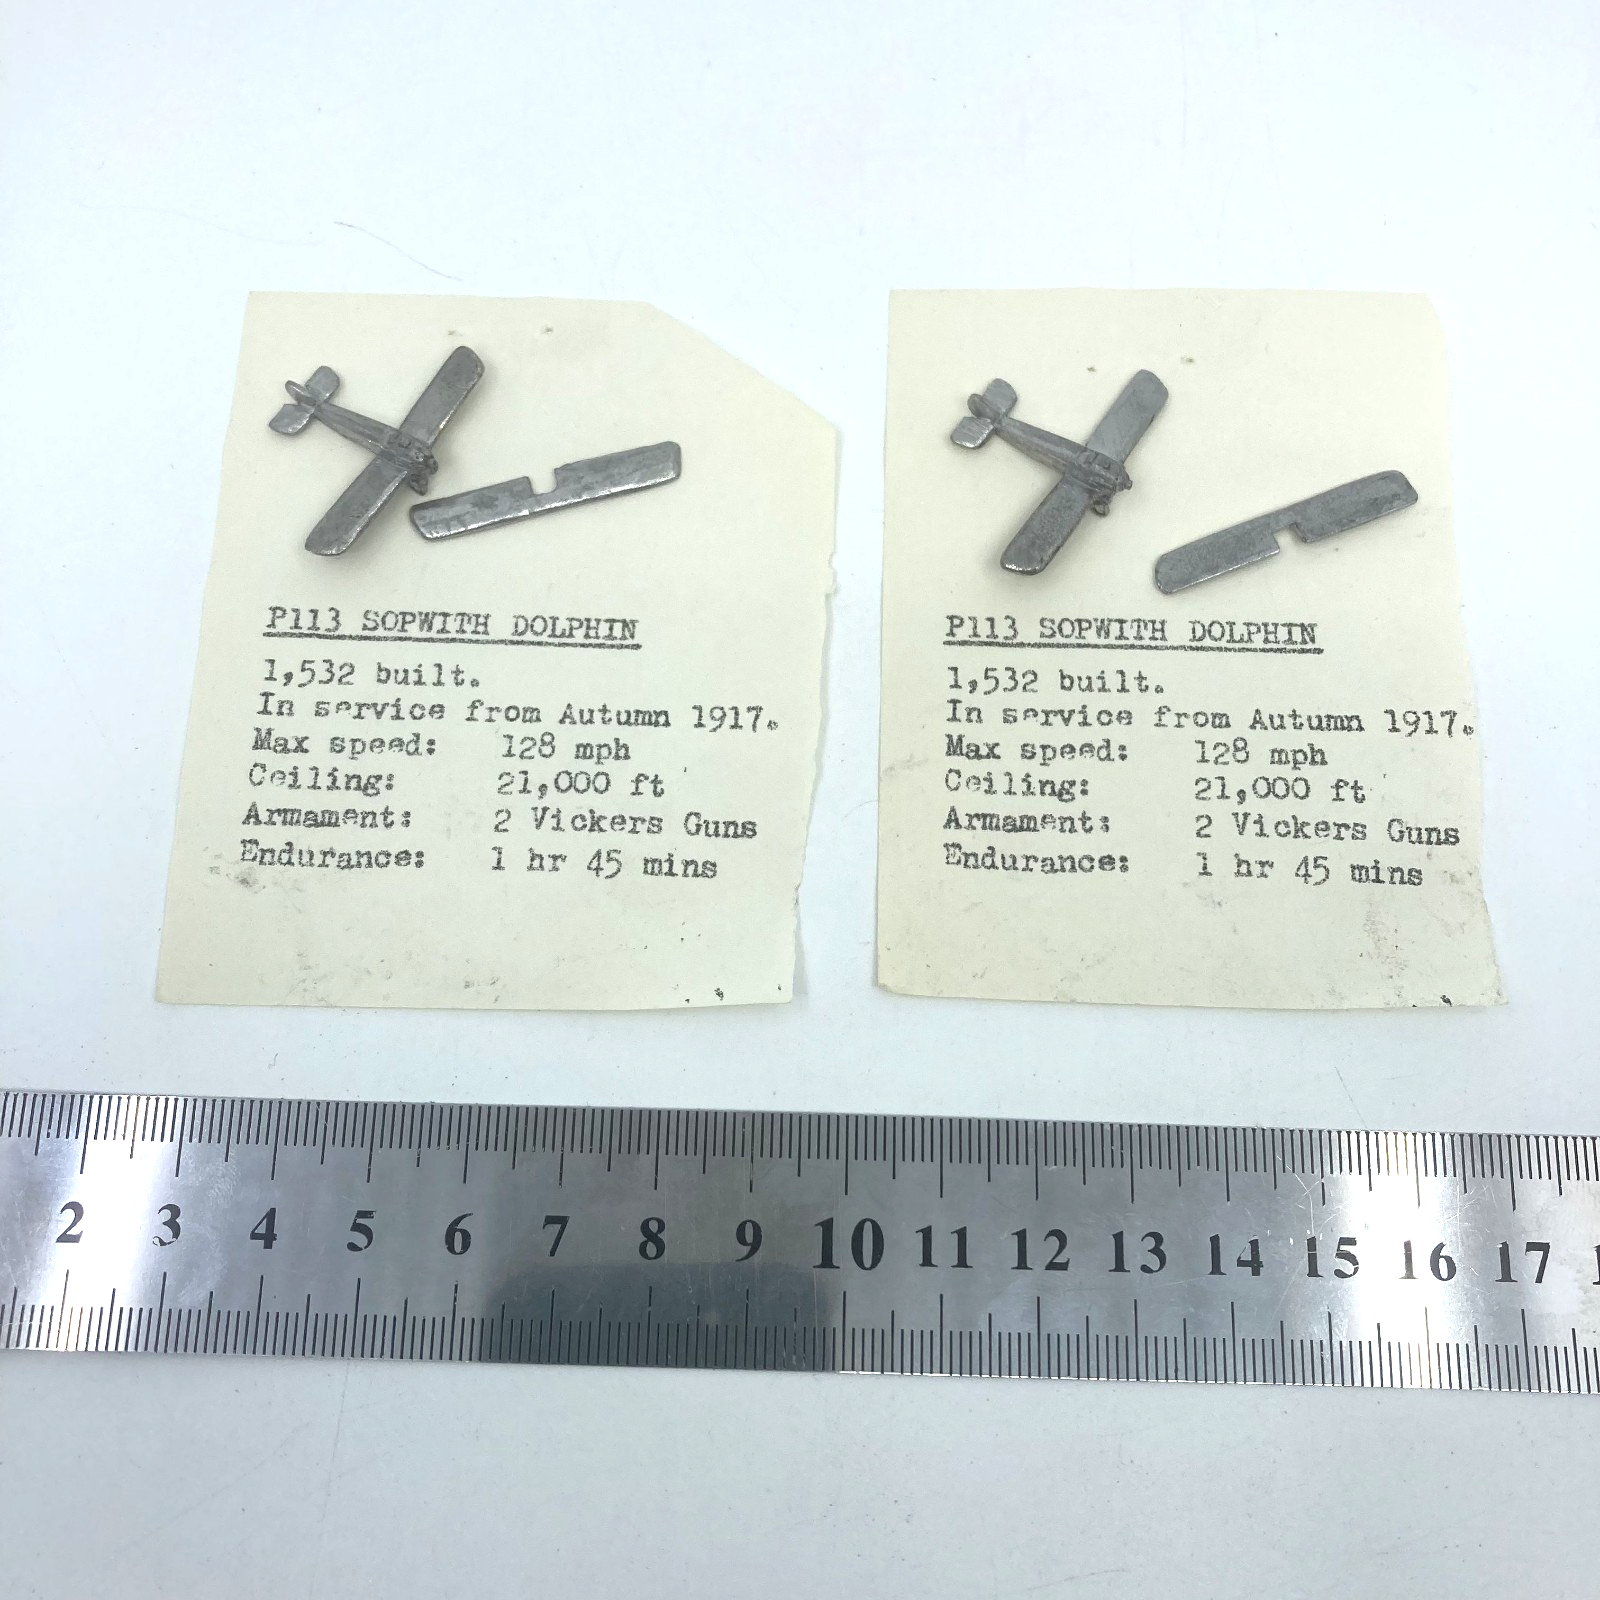 P113 SOPWITH DOLPHIN
1,532 built.
In service from Autumn 1917.
Max speed: 128 mph
Ceiling: 21,000 ft
Armament: 2 Vickers Guns
Endurance: 1 hr 45 mins
P113 SOPWITH DOLPHIN
1,532 built.
In service from Autumn 1917.
Max speed: 128 mph
Ceiling: 21,000 ft
Armament: 2 Vickers Guns
Endurance: 1 hr 45 mins
2 3 4 5 6 7 8 9 10 11 12 13 14 15 16 17